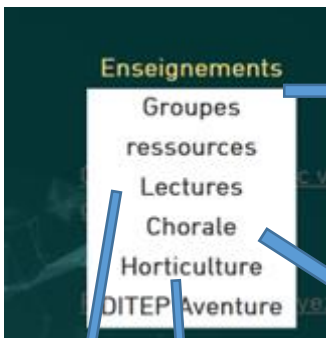 Enseignements
Groupes
ressources
Lectures
Chorale
Horticulture
DITEP Aventure